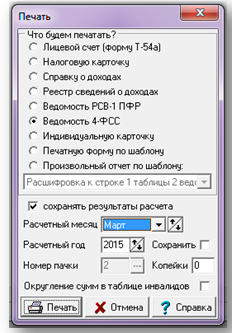 Печать
Что будем печатать?
Лицевой счет (форму Т-54а)
Налоговую карточку
Справку о доходах
Реестр сведений о доходах
Ведомость РСВ-1 ПФР
Ведомость 4-ФСС
Индивидуальную карточку
Печатную форму по шаблону
Произвольный отчет по шаблону:
Расшифровка к строке 1 таблицы 2 ведо
сохранять результаты расчета
Расчетный месяц Март
Расчетный год 2015 Сохранить
Номер пачки 2 ... Копейки 0
Округление сумм в таблице инвалидов
Печать Отмена ? Справка